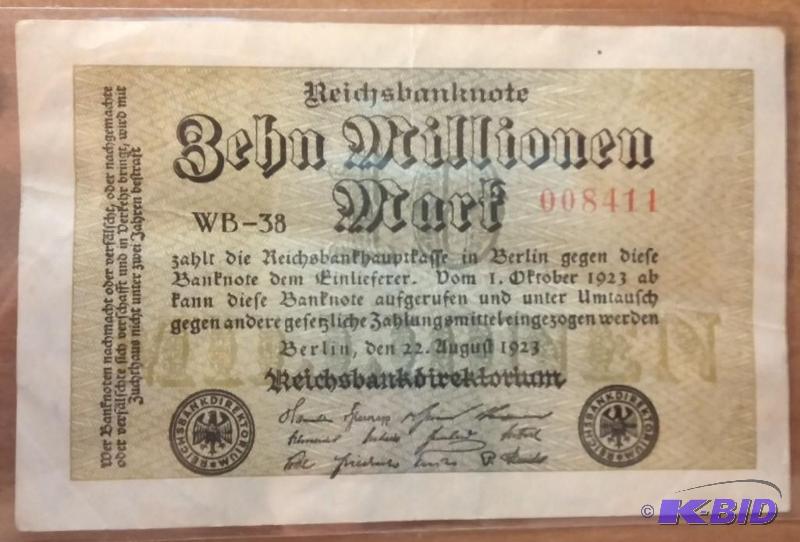 Reichsbanknote
Zehn Millionen
Mark
WB-38
008411
zahlt die Reichsbankhauptkasse in Berlin gegen diese
Banknote dem Einlieferer. Vom 1. Oktober 1923 ab
kann diese Banknote aufgerufen und unter Umtausch
gegen andere gesetzliche Zahlungsmittel eingezogen werden
Berlin, den 22. August 1923
Reichsbankdirektorium
REICHSBANKDIREKTORIUM
REICHSBANKDIREKTORIUM
Wer Banknoten nachmacht oder verfälscht, oder nachgemachte
oder verfälschte sich verschafft und in Verkehr bringt, wird mit
Zuchthaus nicht unter zwei Jahren bestraft
© K-BID